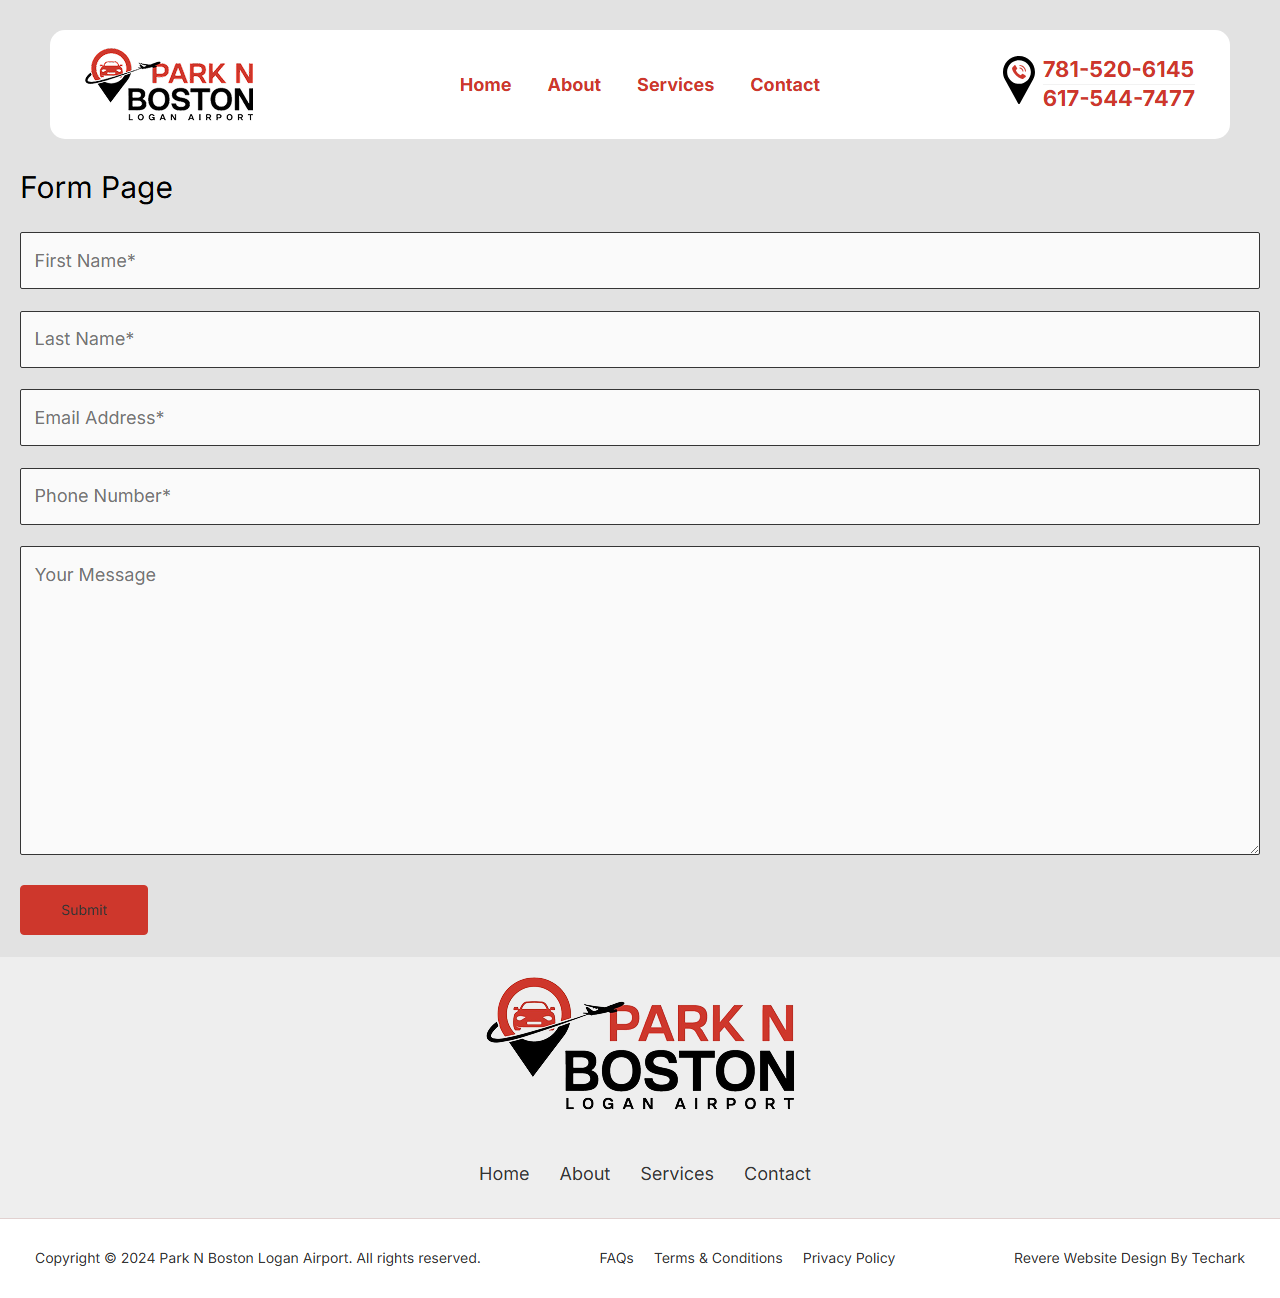 PARK N
BOSTON
LOGAN AIRPORT
Home About Services Contact
781-520-6145
617-544-7477
Form Page
First Name*
Last Name*
Email Address*
Phone Number*
Your Message
Submit
PARK N
BOSTON
LOGAN AIRPORT
Home About Services Contact
Copyright © 2024 Park N Boston Logan Airport. All rights reserved. FAQs Terms & Conditions Privacy Policy Revere Website Design By Techark